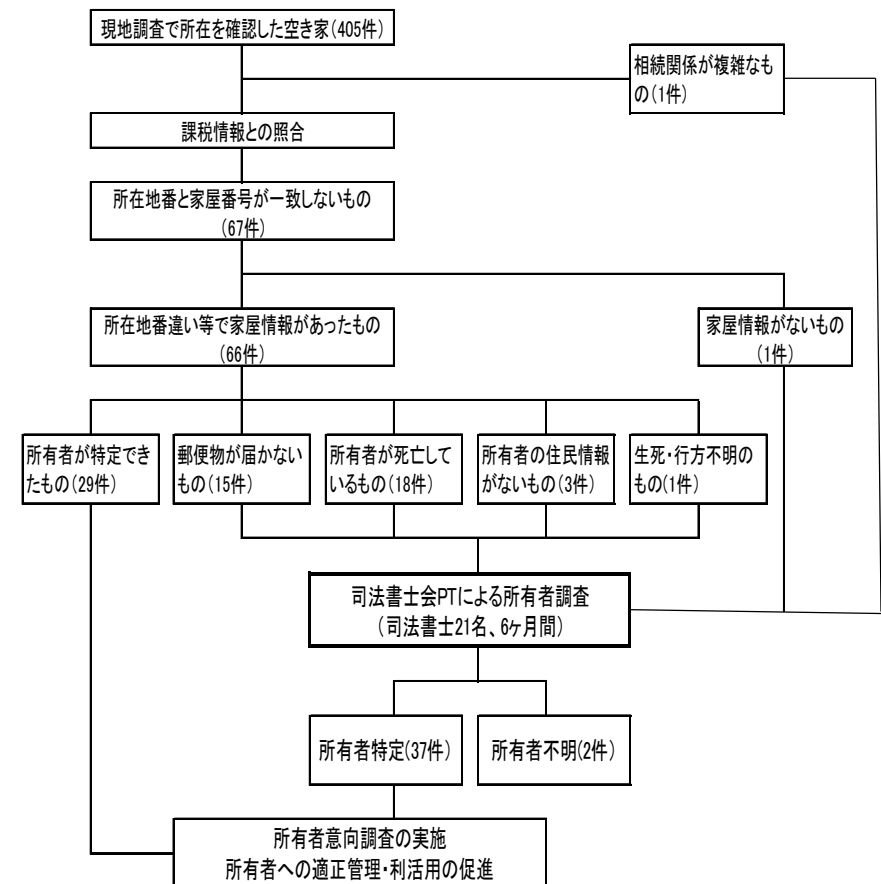 現地調査で所在を確認した空き家(405件)
相続関係が複雑なも
の(1件)
課税情報との照合
所在地番と家屋番号が一致しないもの
(67件)
所在地番違い等で家屋情報があったもの
(66件)
家屋情報がないもの
(1件)
所有者が特定でき
たもの(29件)
郵便物が届かない
もの(15件)
所有者が死亡して
いるもの(18件)
所有者の住民情報
がないもの(3件)
生死・行方不明の
もの(1件)
司法書士会PTによる所有者調査
(司法書士21名、6ヶ月間)
所有者特定(37件)
所有者不明(2件)
所有者意向調査の実施
所有者への適正管理・利活用の促進